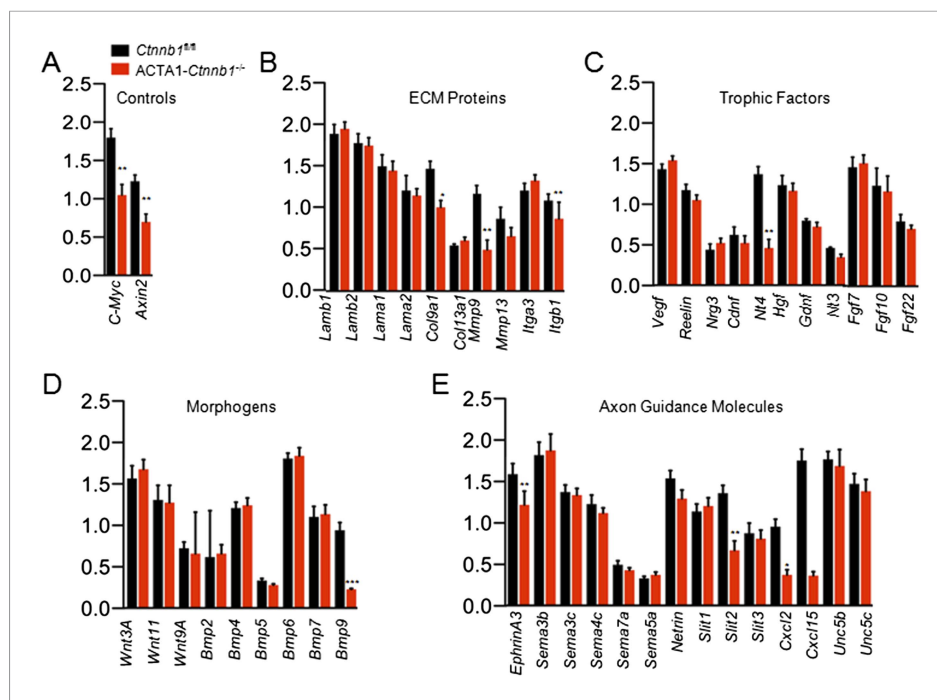 A
Ctnnb1fl/fl
ACTA1-Ctnnb1-/-
Controls
2.5
2.0
1.5
1.0
0.5
0.0
**
**
C-Myc
Axin2
B
ECM Proteins
2.5
2.0
1.5
1.0
0.5
0.0
*
**
**
Lamb1
Lamb2
Lama1
Lama2
Col9a1
Col13a1
Mmp9
Mmp13
Itga3
Itgb1
C
Trophic Factors
2.5
2.0
1.5
1.0
0.5
0.0
**
Vegf
Reelin
Nrg3
Cdnf
Nt4
Hgf
Gdnf
Nt3
Fgf7
Fgf10
Fgf22
D
Morphogens
2.5
2.0
1.5
1.0
0.5
0.0
***
Wnt3A
Wnt11
Wnt9A
Bmp2
Bmp4
Bmp5
Bmp6
Bmp7
Bmp9
E
Axon Guidance Molecules
2.5
2.0
1.5
1.0
0.5
0.0
**
**
*
EphrinA3
Sema3b
Sema3c
Sema4c
Sema7a
Sema5a
Netrin
Slit1
Slit2
Slit3
Cxcl2
Cxcl15
Unc5b
Unc5c